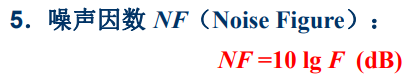 5. 噪声因数 NF（Noise Figure）：
NF =10 lg F (dB)